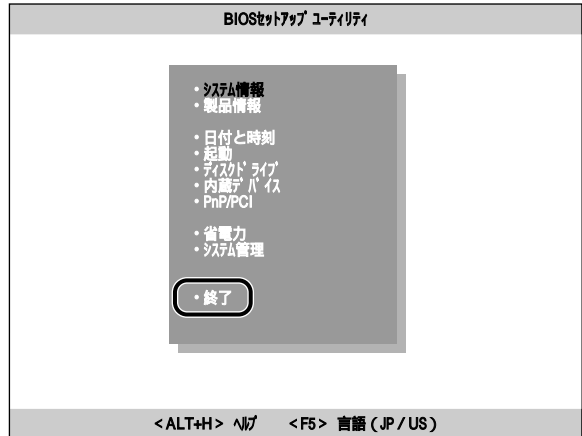 BIOSｾｯﾄｱｯﾌﾟ ﾕｰﾃｨﾘﾃｨ
・ｼｽﾃﾑ情報
・製品情報
・日付と時刻
・起動
・ﾃﾞｨｽｸﾄﾞﾗｲﾌﾞ
・内蔵ﾃﾞﾊﾞｲｽ
・PnP/PCI
・省電力
・ｼｽﾃﾑ管理
・終了
<ALT+H> ﾍﾙﾌﾟ <F5> 言語 ( JP / US )